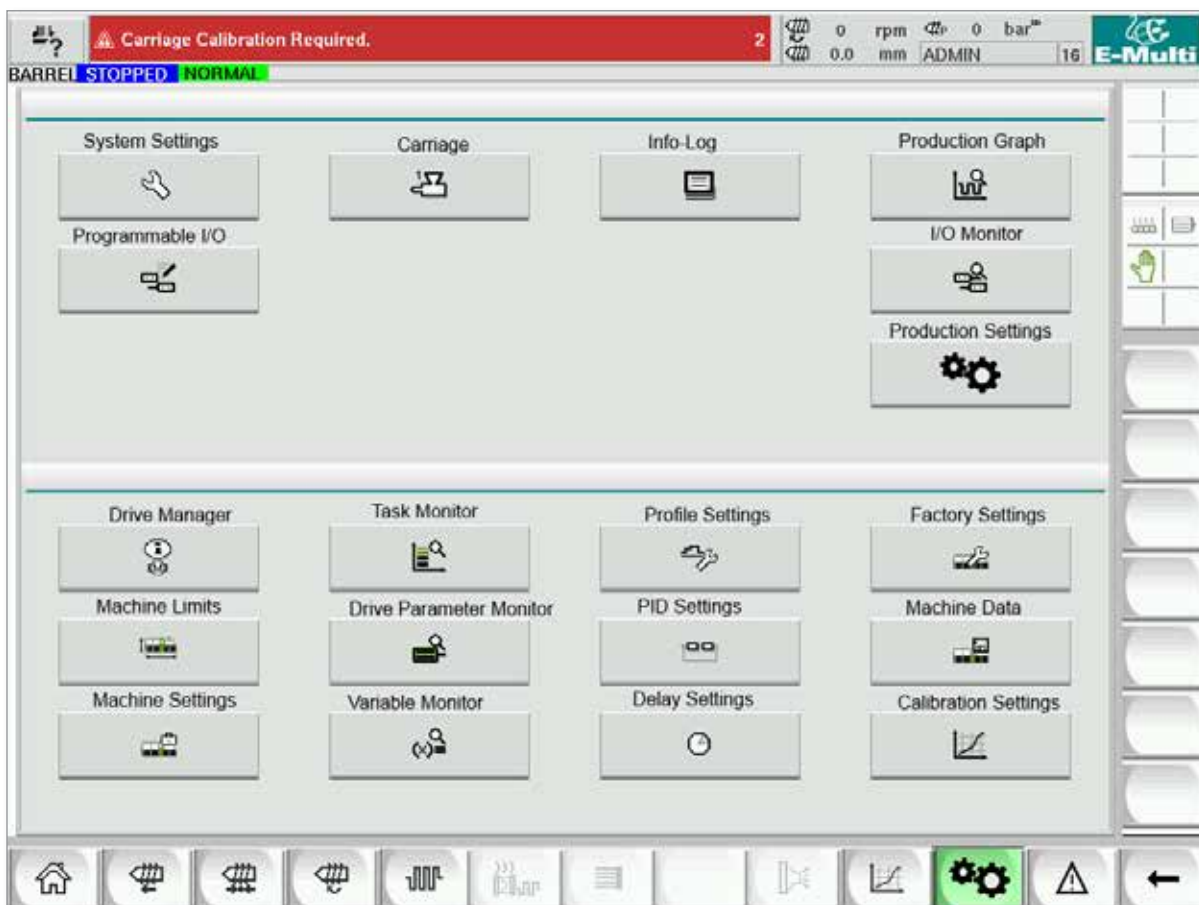 Carriage Calibration Required. 2 0 rpm 0 bar
0.0 mm ADMIN 16 E-Multi
BARREL STOPPED NORMAL
System Settings Carriage Info-Log Production Graph
Programmable I/O I/O Monitor
Production Settings
Drive Manager Task Monitor Profile Settings Factory Settings
Machine Limits Drive Parameter Monitor PID Settings Machine Data
Machine Settings Variable Monitor Delay Settings Calibration Settings